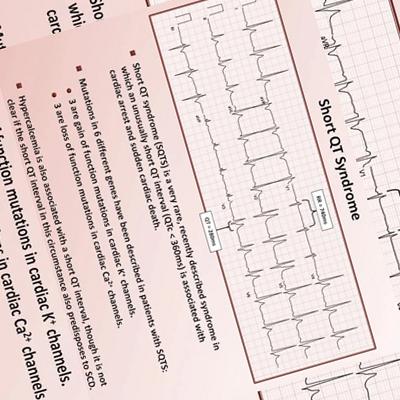 Short QT Syndrome
RR = 760ms
QT = 280ms
Short QT syndrome (SQTS) is a very rare, recently described syndrome in
which an unusually short QT interval (QTc < 360ms) is associated with
cardiac arrest and sudden cardiac death.
Mutations in 6 different genes have been described in patients with SQTS:
3 are gain of function mutations in cardiac K+ channels.
3 are loss of function mutations in cardiac Ca2+ channels.
Hypercalcemia is also associated with a short QT interval, though it is not
clear if the short QT interval in this circumstance also predisposes to SCD.
Sho
whi
card
function mutations in cardiac K+ channels.
in cardiac Ca2+ channels